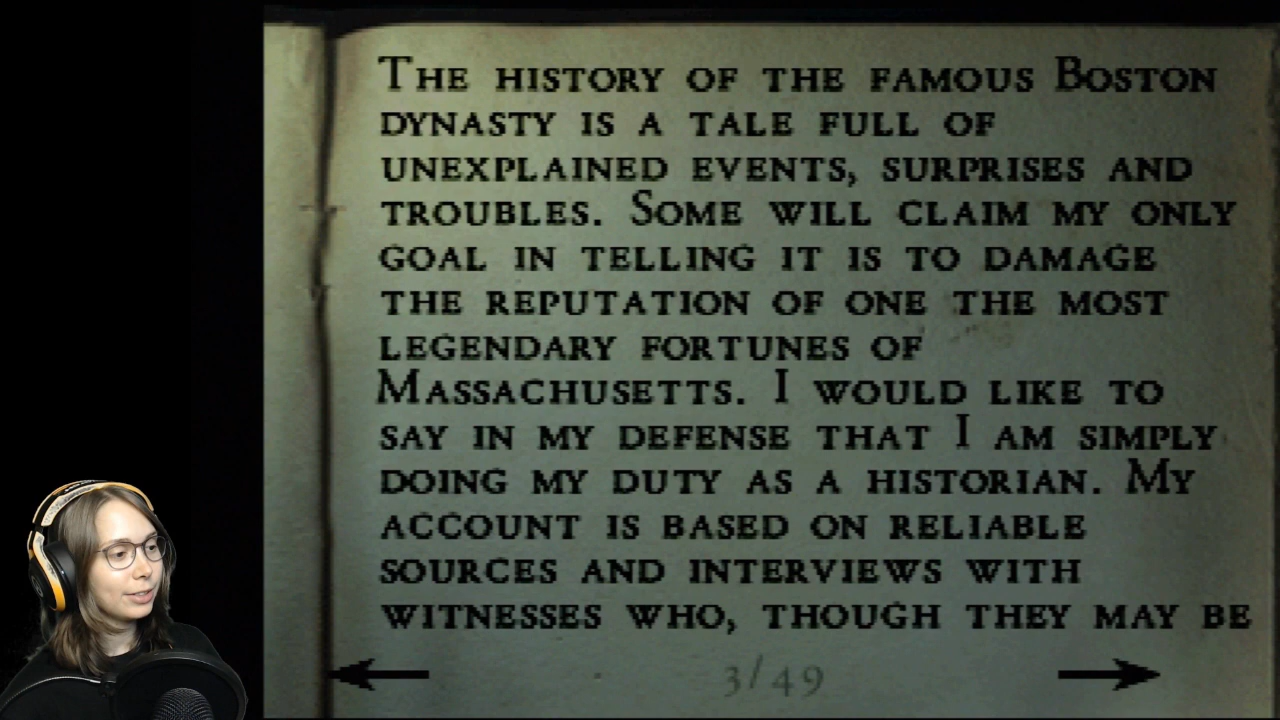 The history of the famous Boston
dynasty is a tale full of
unexplained events, surprises and
troubles. Some will claim my only
goal in telling it is to damage
the reputation of one the most
legendary fortunes of
Massachusetts. I would like to
say in my defense that I am simply
doing my duty as a historian. My
account is based on reliable
sources and interviews with
witnesses who, though they may be
3/49